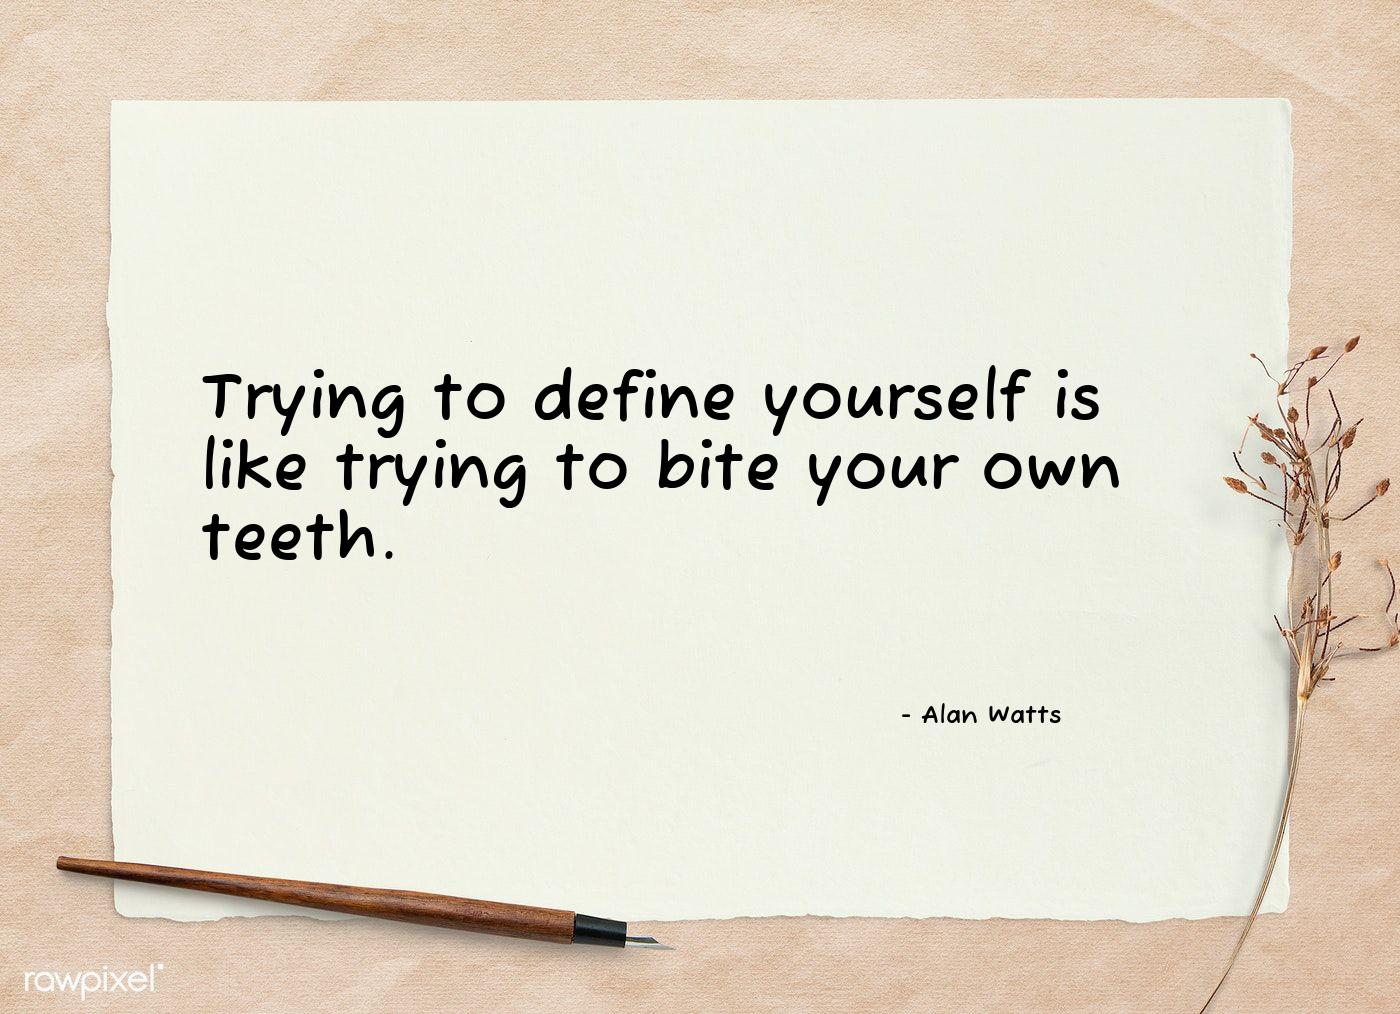 Trying to define yourself is
like trying to bite your own
teeth.
- Alan Watts
rawpixel